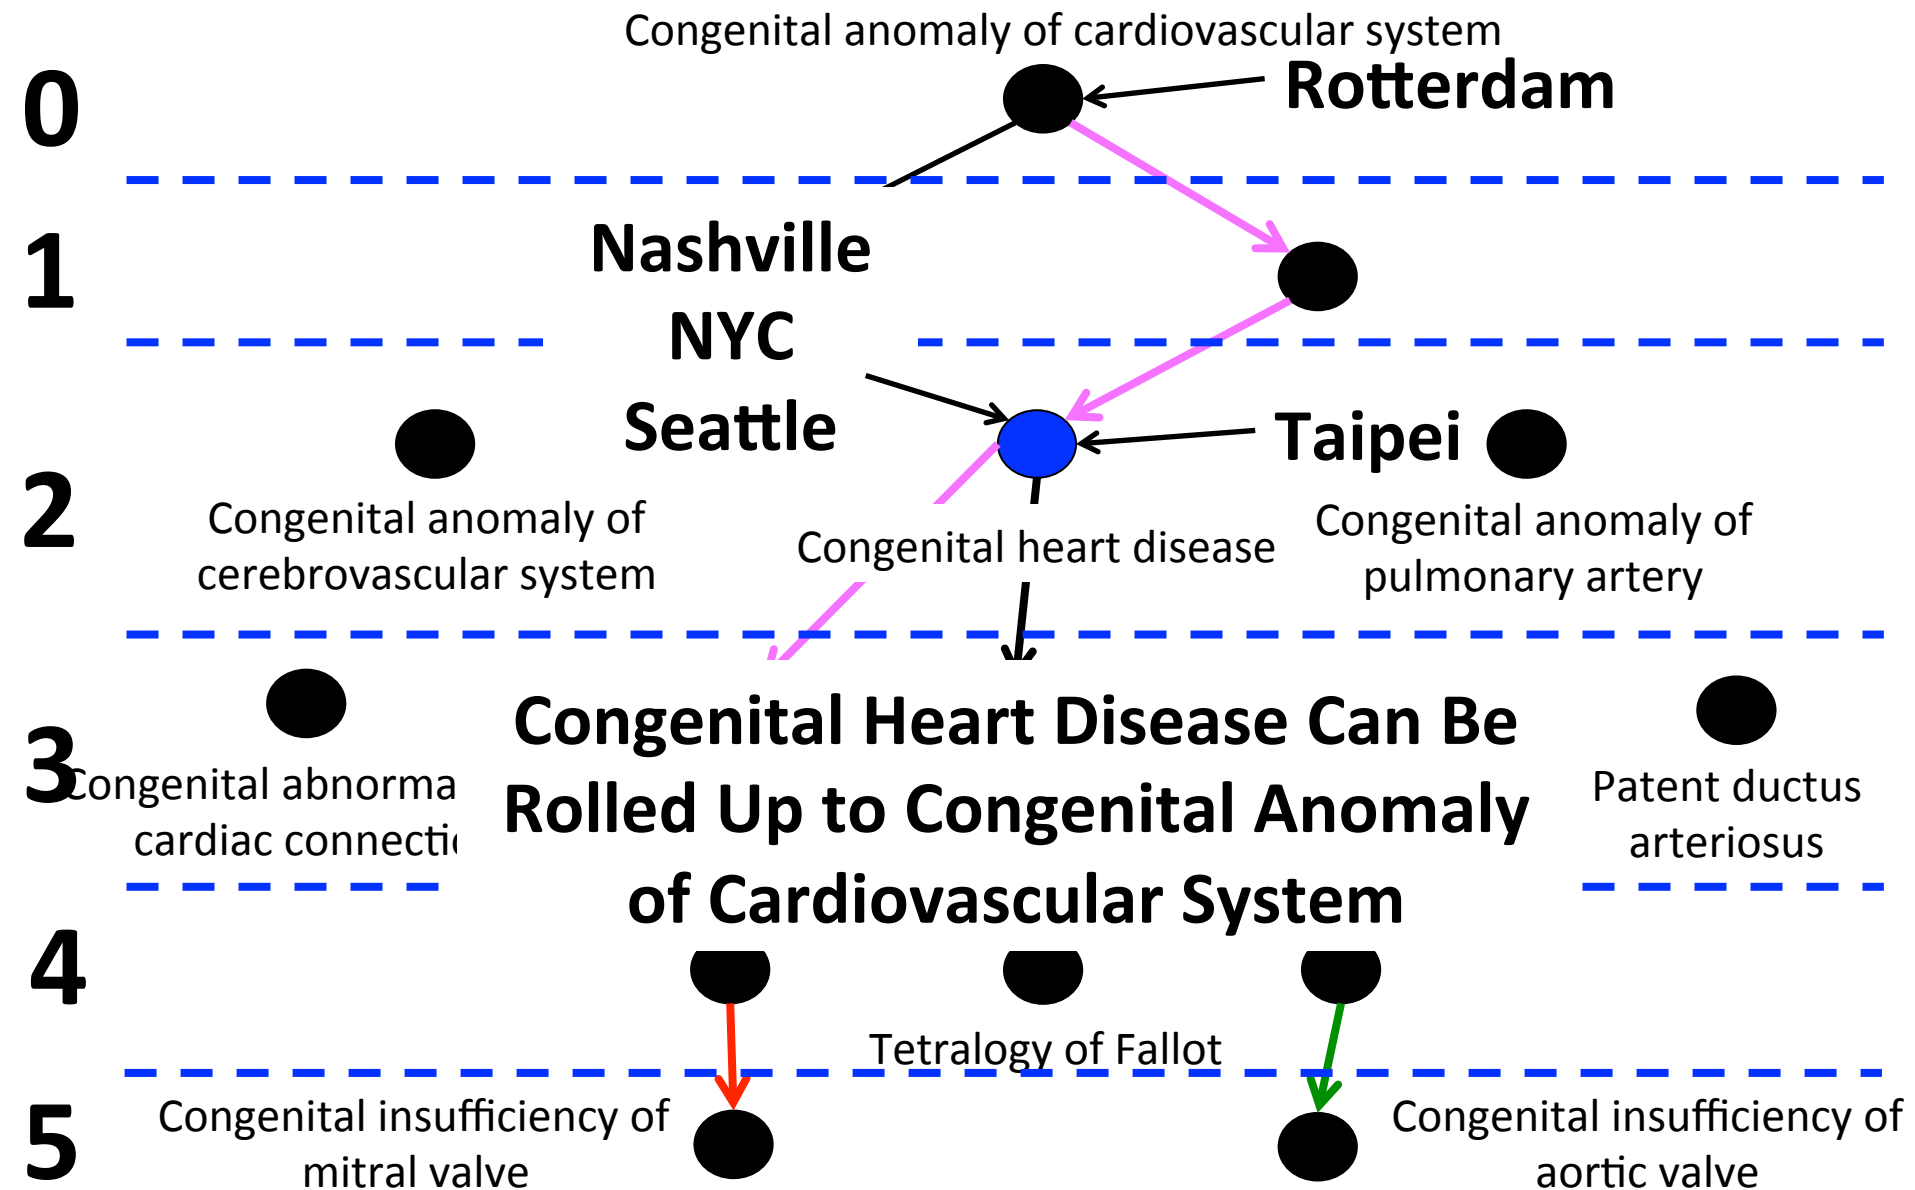 Congenital anomaly of cardiovascular system
0
Rotterdam
1
Nashville
NYC
Seattle
Taipei
2
Congenital anomaly of
cerebrovascular system
Congenital heart disease
Congenital anomaly of
pulmonary artery
3
Congenital Heart Disease Can Be
Rolled Up to Congenital Anomaly
of Cardiovascular System
Congenital
cardiac
Patent ductus
arteriosus
4
Tetralogy of Fallot
5
Congenital insufficiency of
mitral valve
Congenital insufficiency of
aortic valve